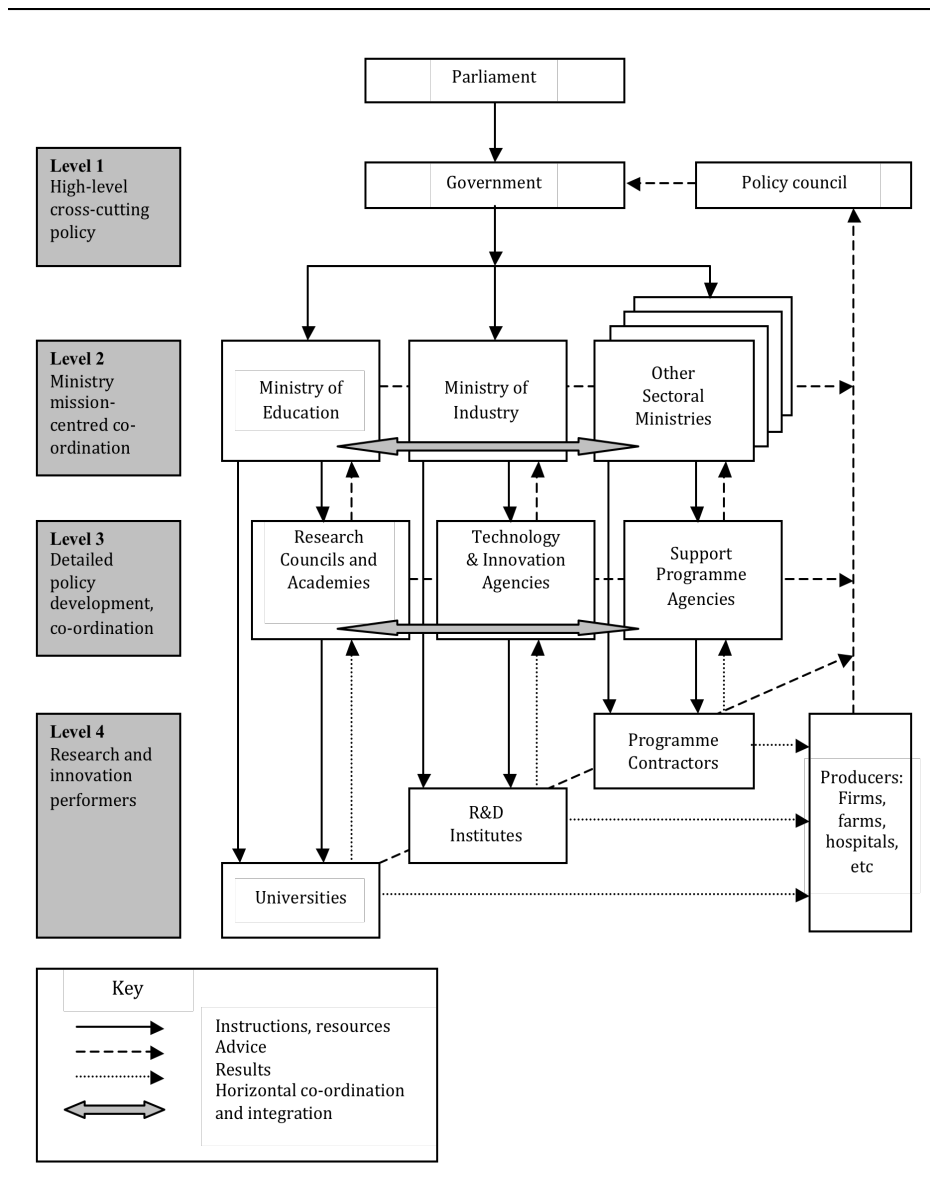 Parliament
Level 1
High-level
cross-cutting
policy
Government
Policy council
Level 2
Ministry
mission-
centred co-
ordination
Ministry of
Education
Ministry of
Industry
Other
Sectoral
Ministries
Level 3
Detailed
policy
development,
co-ordination
Research
Councils and
Academies
Technology
& Innovation
Agencies
Support
Programme
Agencies
Level 4
Research and
innovation
performers
Programme
Contractors
R&D
Institutes
Universities
Producers:
Firms,
farms,
hospitals,
etc
Key
Instructions, resources
Advice
Results
Horizontal co-ordination
and integration